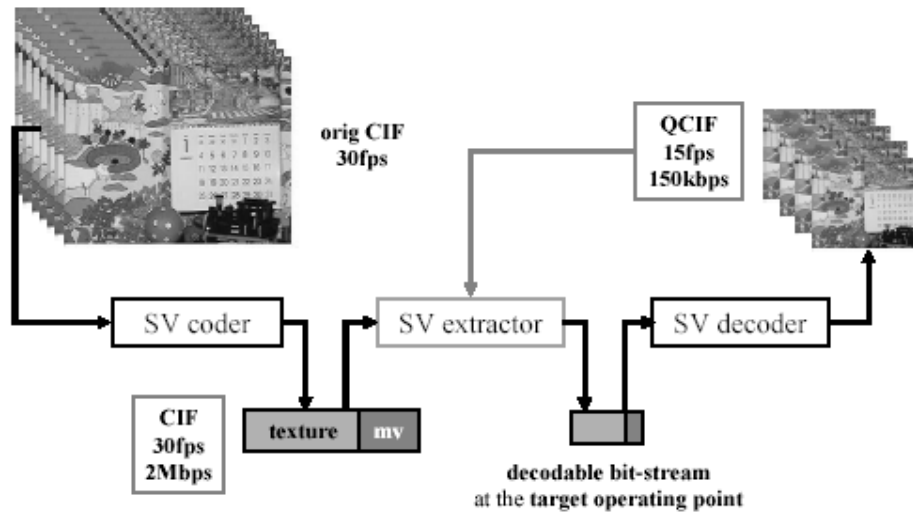 orig CIF
30fps
QCIF
15fps
150kbps
SV coder
SV extractor
SV decoder
CIF
30fps
2Mbps
texture
mv
decodable bit-stream
at the target operating point